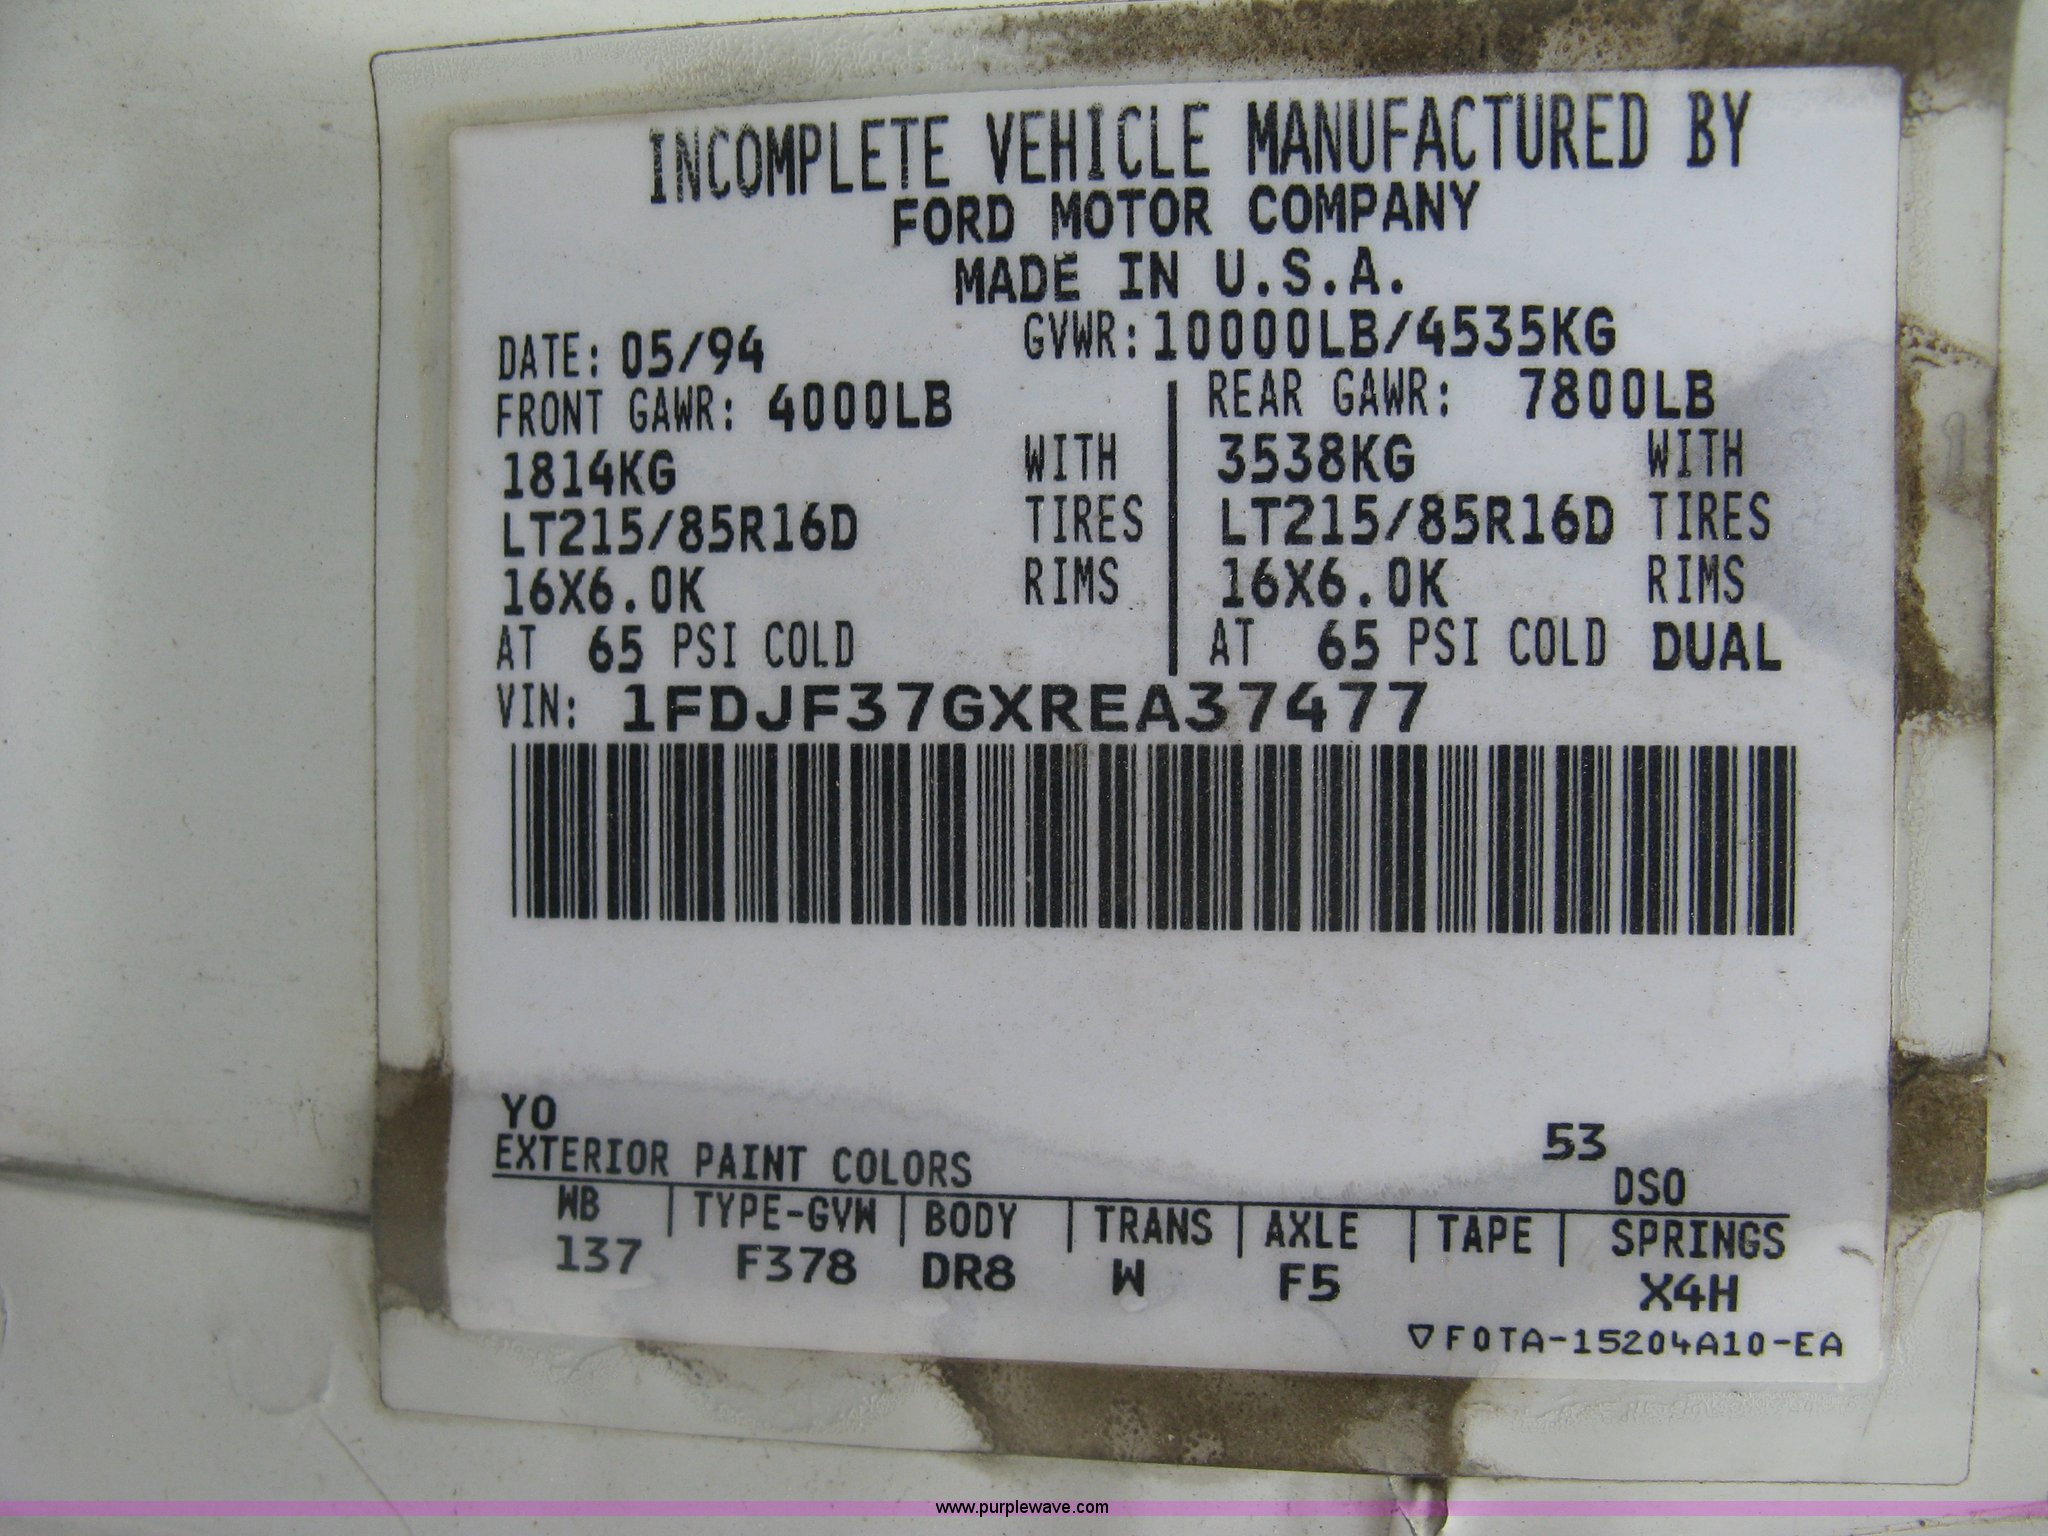 INCOMPLETE VEHICLE MANUFACTURED BY
FORD MOTOR COMPANY
MADE IN U.S.A.
DATE: 05/94 GVWR: 10000LB/4535KG
FRONT GAWR: 4000LB REAR GAWR: 7800LB
1814KG WITH 3538KG WITH
LT215/85R16D TIRES LT215/85R16D TIRES
16X6.0K RIMS 16X6.0K RIMS
AT 65 PSI COLD AT 65 PSI COLD DUAL
VIN: 1FDJF37GXREA37477
YO
53
EXTERIOR PAINT COLORS DSO
WB TYPE-GVW BODY TRANS AXLE TAPE SPRINGS
137 F378 DR8 W F5 X4H
▽F0TA-15204A10-EA
www.purplewave.com